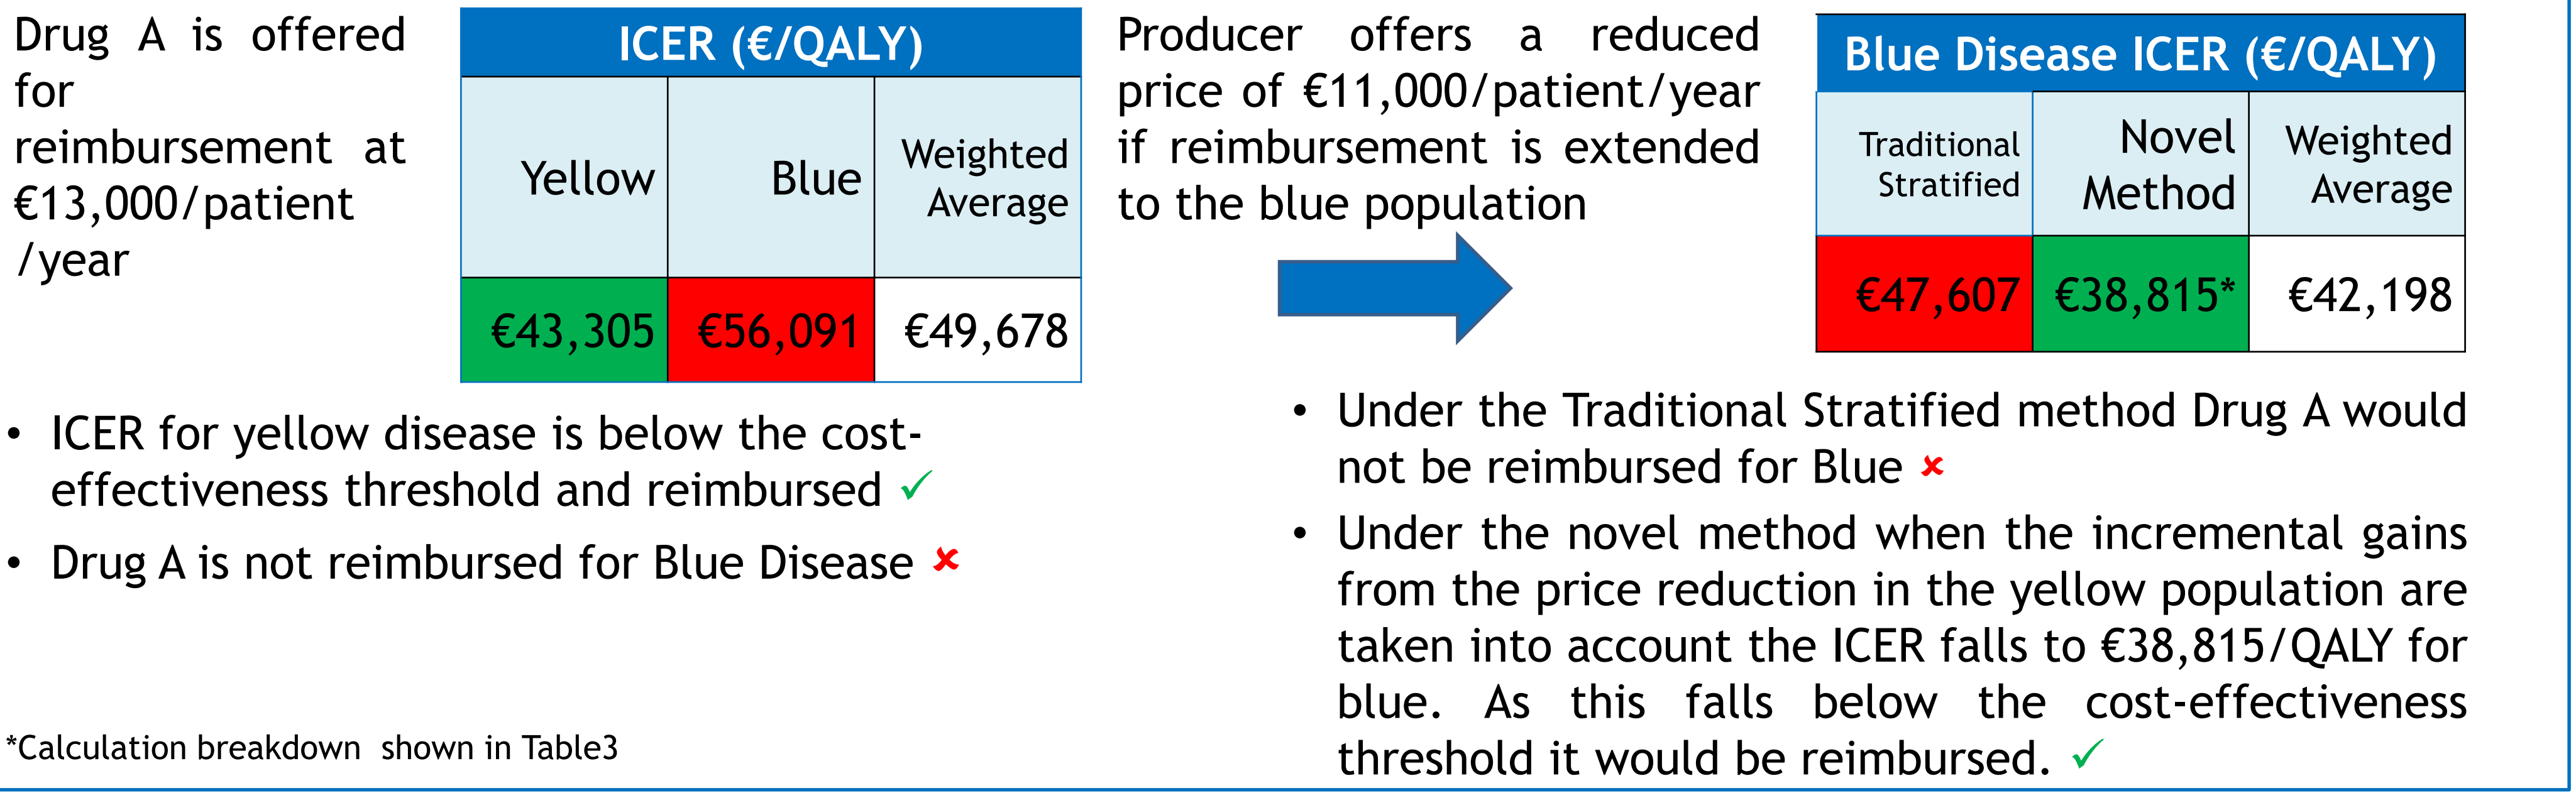 Drug A is offered
for
reimbursement at
€13,000/patient
/year
ICER (€/QALY)
Yellow
Blue
Weighted
Average
€43,305
€56,091
€49,678
• ICER for yellow disease is below the cost-
effectiveness threshold and reimbursed ✓
• Drug A is not reimbursed for Blue Disease ✘
*Calculation breakdown shown in Table3
Producer offers a reduced
price of €11,000/patient/year
if reimbursement is extended
to the blue population
Blue Disease ICER (€/QALY)
Traditional
Stratified
Novel
Method
Weighted
Average
€47,607
€38,815*
€42,198
• Under the Traditional Stratified method Drug A would
not be reimbursed for Blue ✘
• Under the novel method when the incremental gains
from the price reduction in the yellow population are
taken into account the ICER falls to €38,815/QALY for
blue. As this falls below the cost-effectiveness
threshold it would be reimbursed. ✓